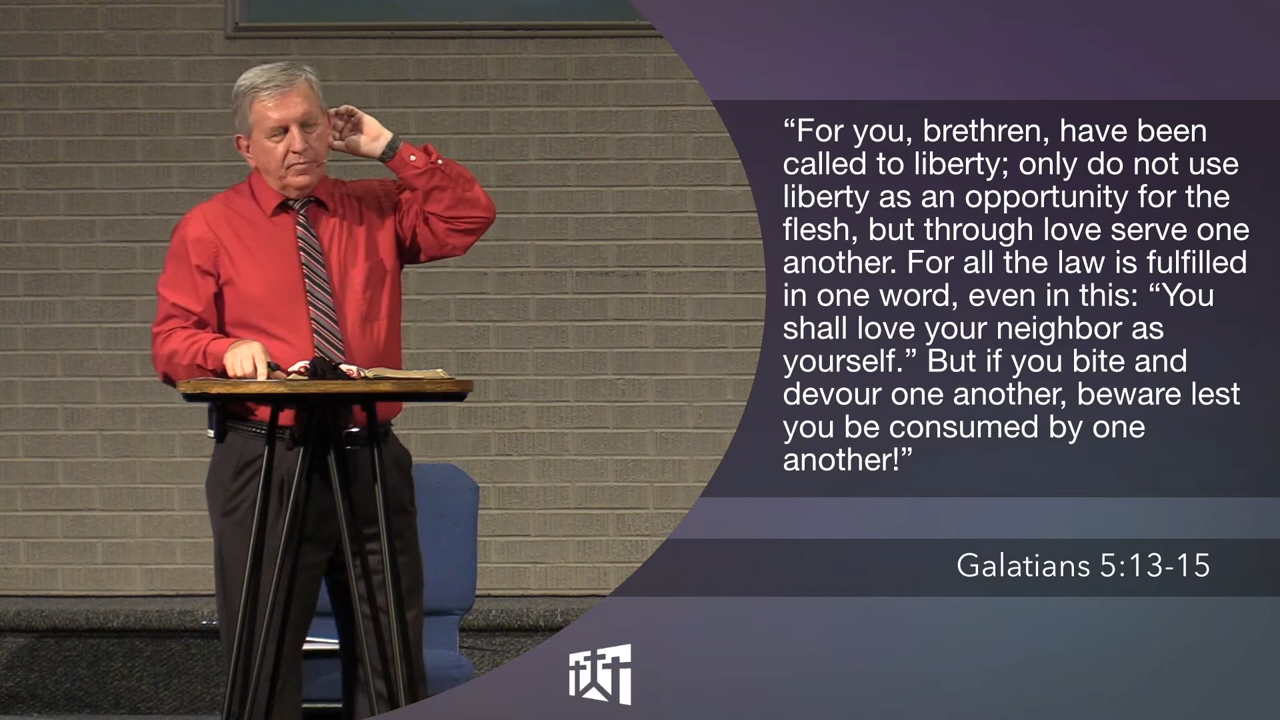 “For you, brethren, have been
called to liberty; only do not use
liberty as an opportunity for the
flesh, but through love serve one
another. For all the law is fulfilled
in one word, even in this: “You
shall love your neighbor as
yourself.” But if you bite and
devour one another, beware lest
you be consumed by one
another!”
Galatians 5:13-15